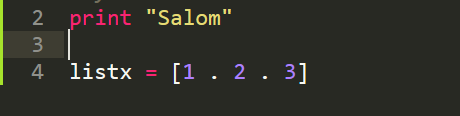 2 print "Salom"
3
4 listx = [1 . 2 . 3]